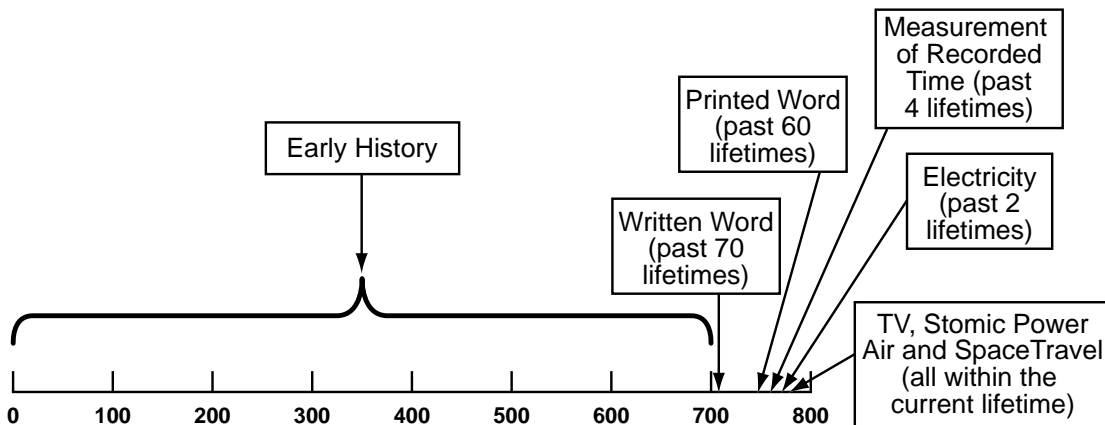 Measurement
of Recorded
Time (past
4 lifetimes)
Printed Word
(past 60
lifetimes)
Early History
Electricity
(past 2
lifetimes)
Written Word
(past 70
lifetimes)
TV, Stomic Power
Air and SpaceTravel
(all within the
current lifetime)
0 100 200 300 400 500 600 700 800